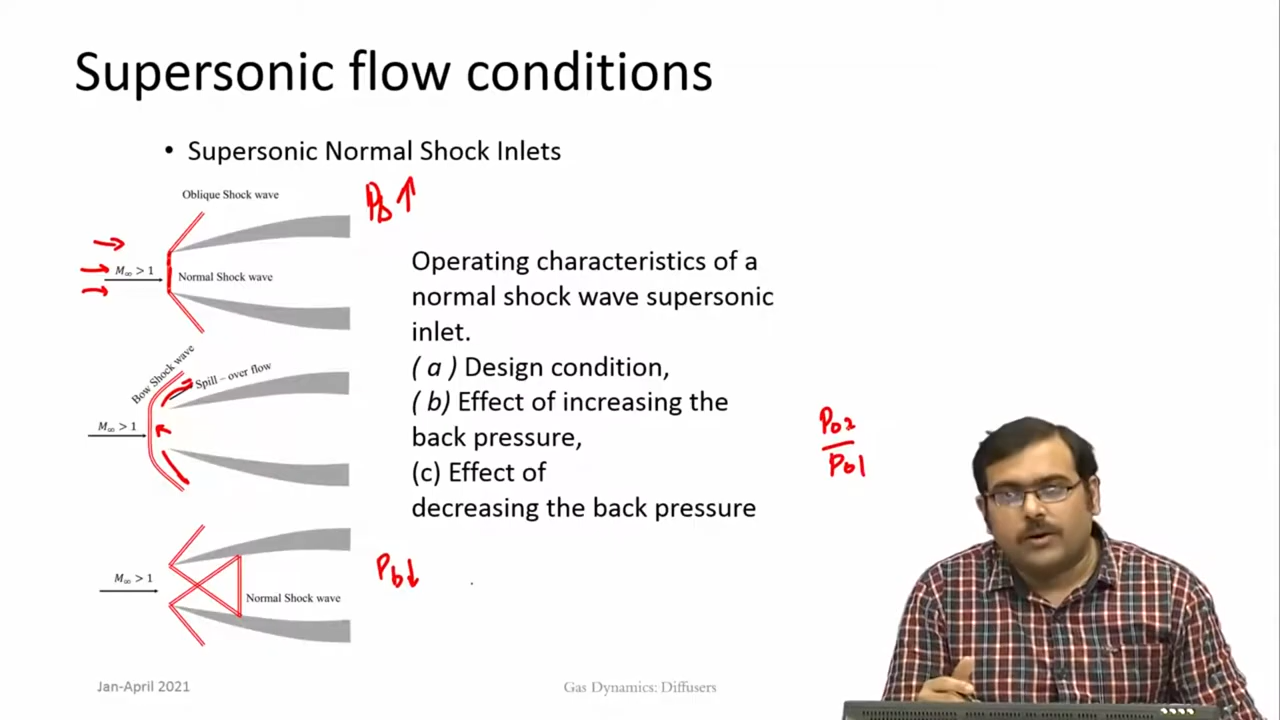 Supersonic flow conditions
• Supersonic Normal Shock Inlets
Oblique Shock wave
M∞ > 1
Normal Shock wave
Pb ↑
Bow Shock wave
Spill – over flow
M∞ > 1
M∞ > 1
Normal Shock wave
Pb↓
Operating characteristics of a
normal shock wave supersonic
inlet.
( a ) Design condition,
( b) Effect of increasing the
back pressure,
(c) Effect of
decreasing the back pressure
P02
P01
Jan-April 2021
Gas Dynamics: Diffusers